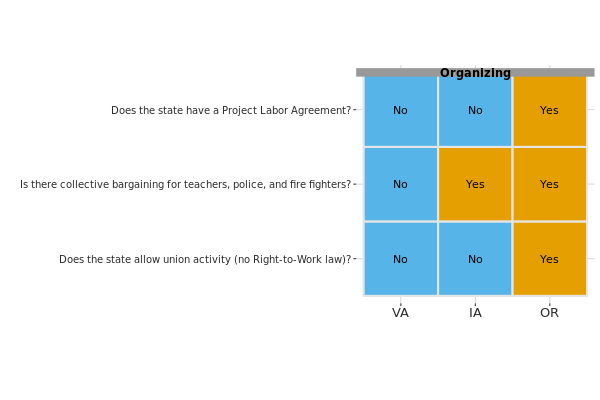 Organizing
Does the state have a Project Labor Agreement? No No Yes
Is there collective bargaining for teachers, police, and fire fighters? No Yes Yes
Does the state allow union activity (no Right-to-Work law)? No No Yes
VA IA OR